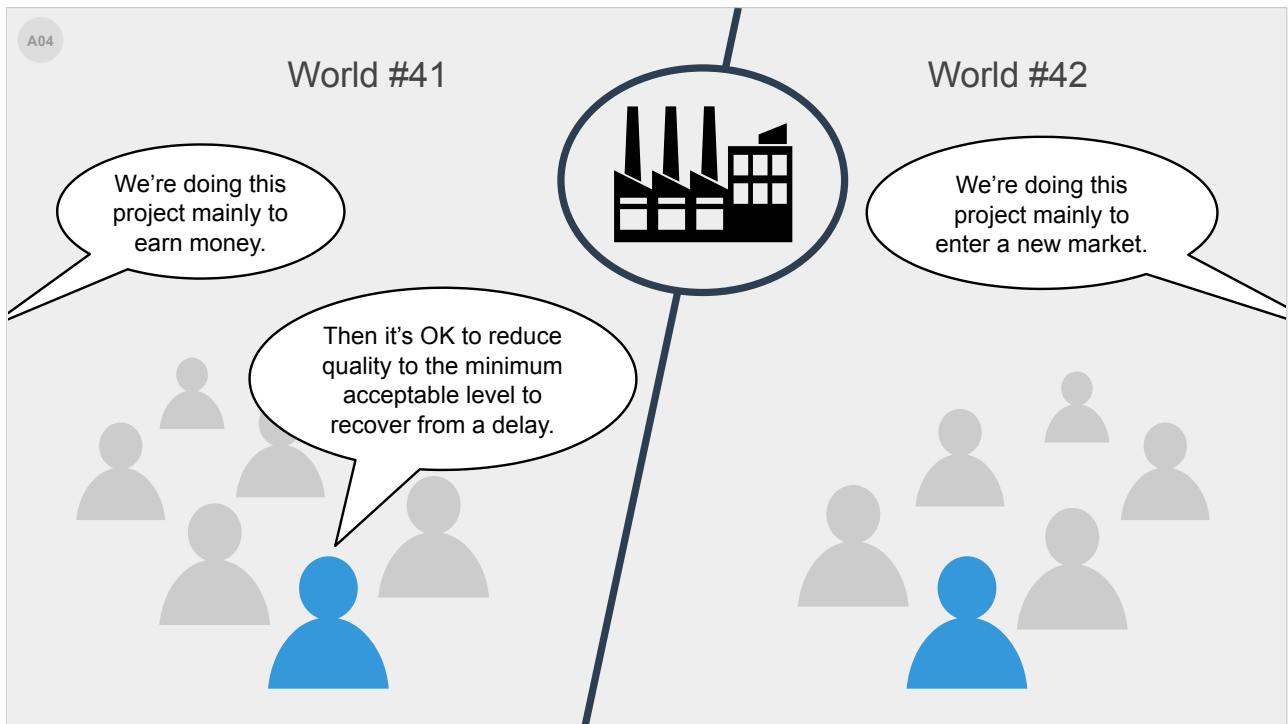 A04
World #41
World #42
We’re doing this
project mainly to
earn money.
We’re doing this
project mainly to
enter a new market.
Then it’s OK to reduce
quality to the minimum
acceptable level to
recover from a delay.